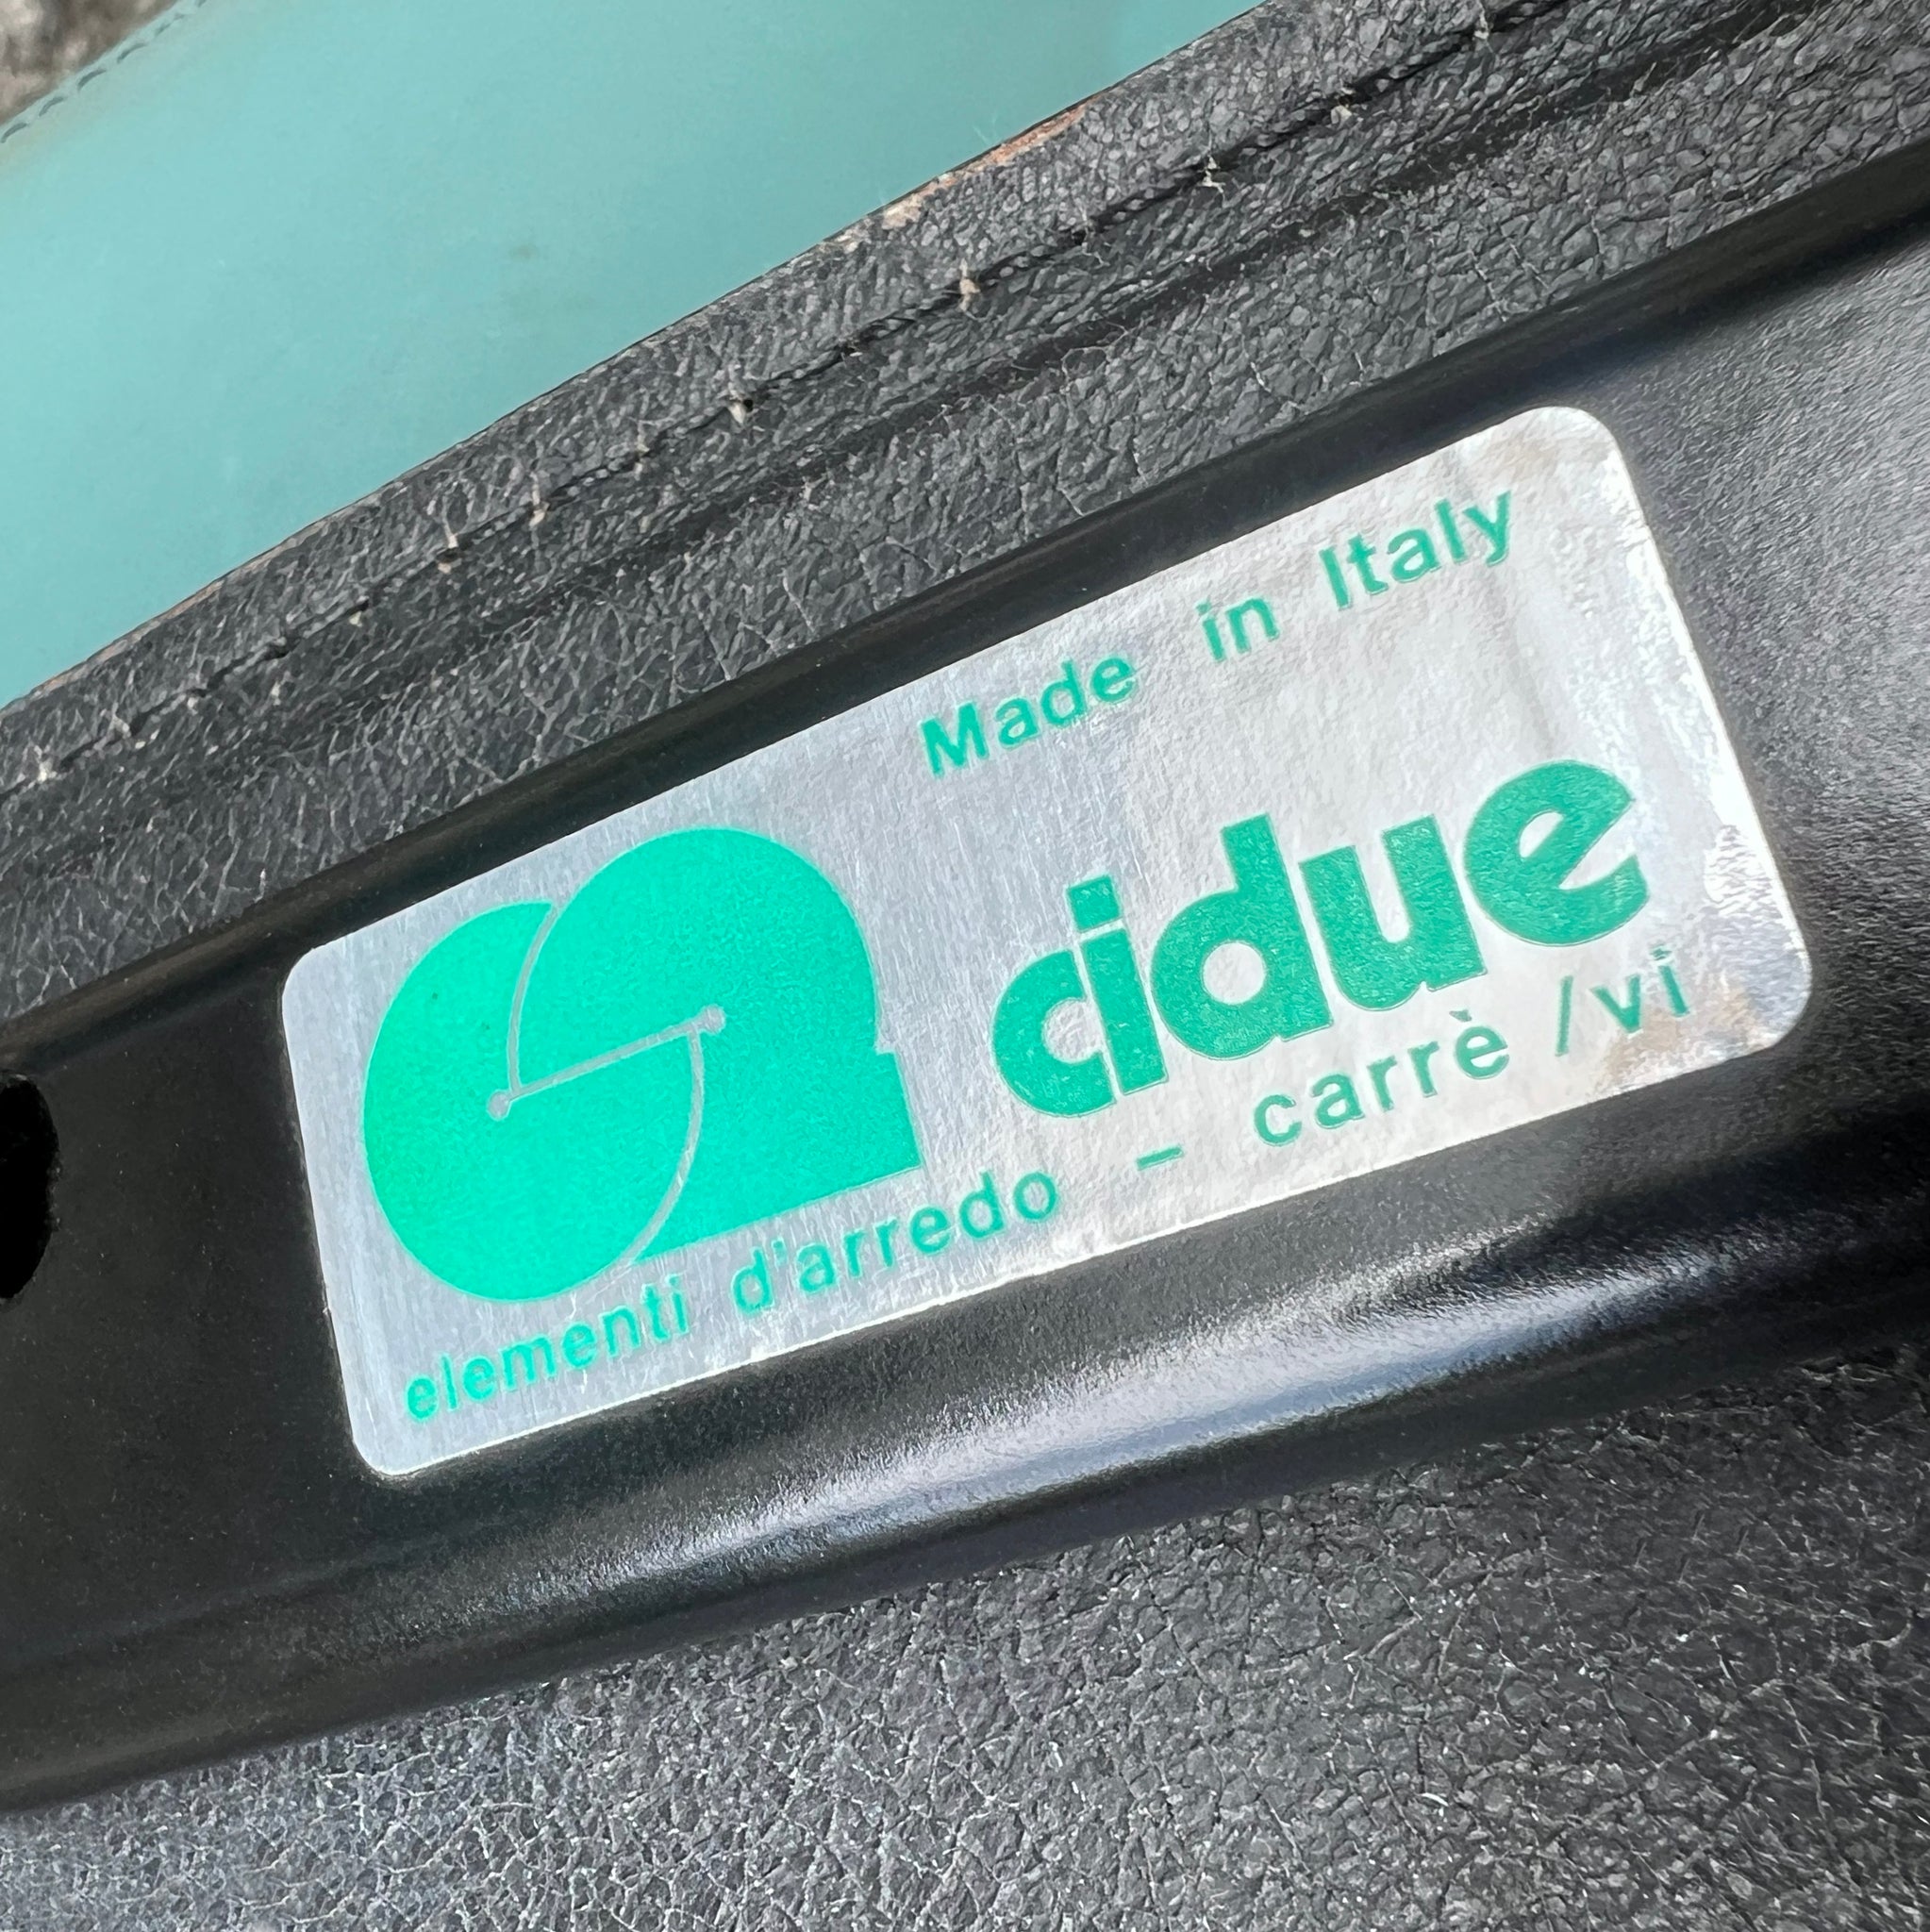 Made in Italy
cidue
elementi d'arredo - carrè /vi